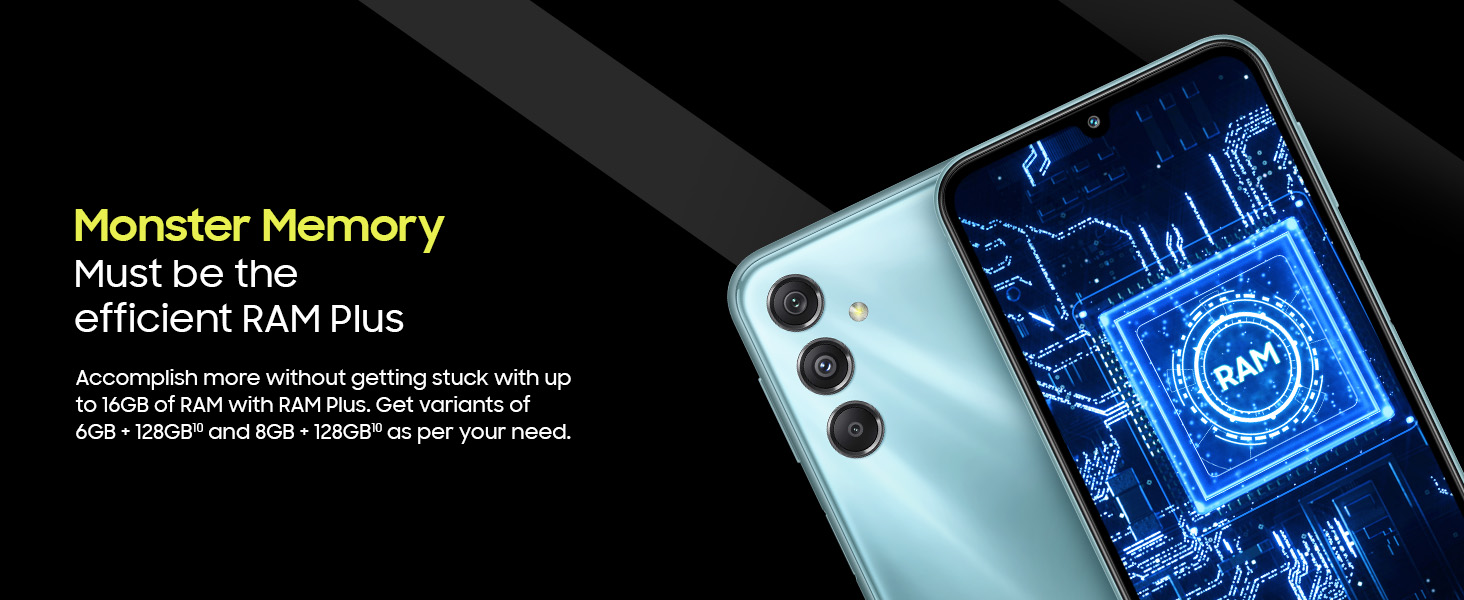 Monster Memory
Must be the
efficient RAM Plus
Accomplish more without getting stuck with up
to 16GB of RAM with RAM Plus. Get variants of
6GB + 128GB¹⁰ and 8GB + 128GB¹⁰ as per your need.
RAM